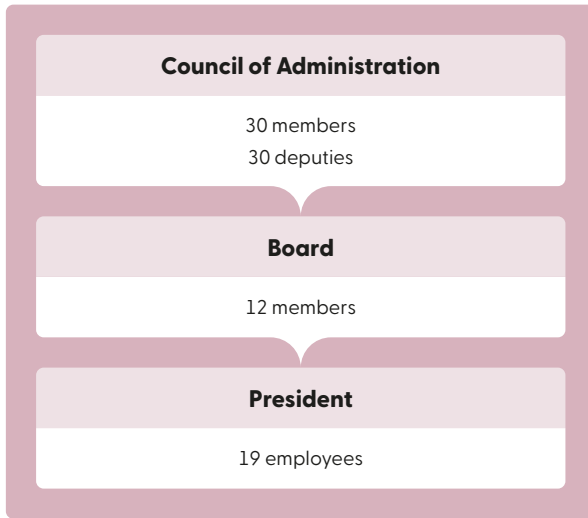 Council of Administration
30 members
30 deputies
Board
12 members
President
19 employees